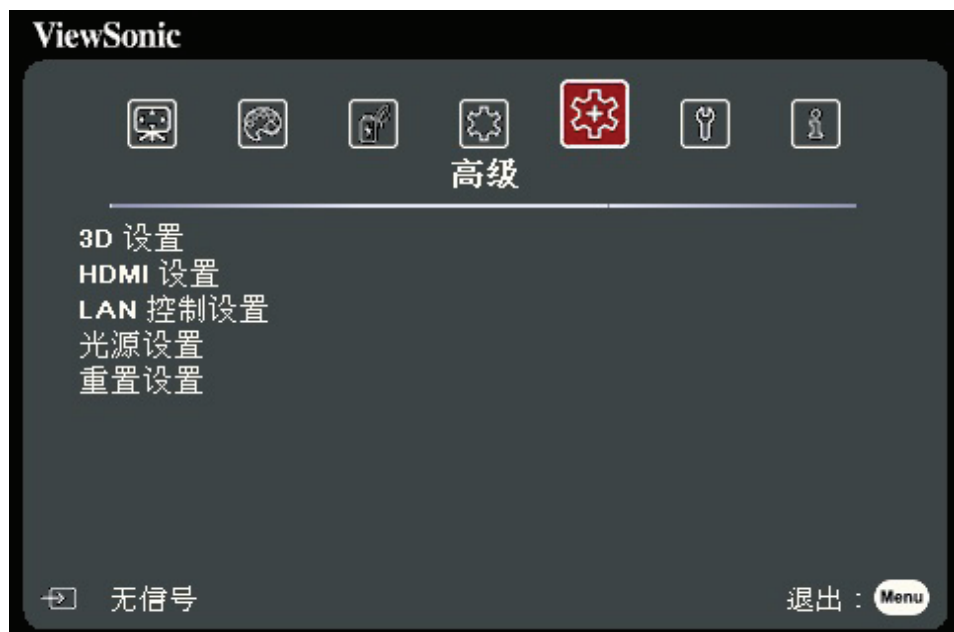 ViewSonic
高级
3D 设置
HDMI 设置
LAN 控制设置
光源设置
重置设置
无信号
退出：Menu